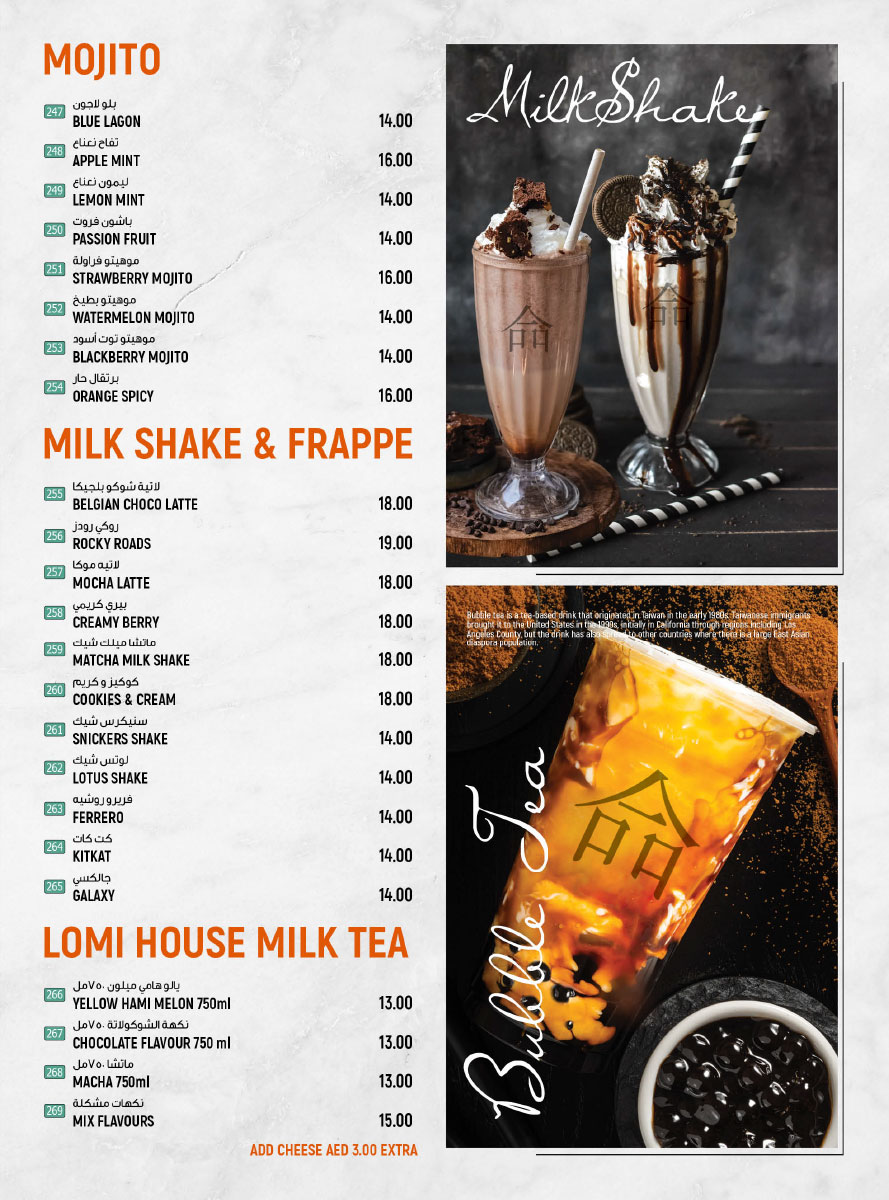 MOJITO
247
بلو لاجون
BLUE LAGON 14.00
248
تفاح نعناع
APPLE MINT 16.00
249
ليمون نعناع
LEMON MINT 14.00
250
باشون فروت
PASSION FRUIT 14.00
251
موهيتو فراولة
STRAWBERRY MOJITO 16.00
252
موهيتو بطيخ
WATERMELON MOJITO 14.00
253
موهيتو توت أسود
BLACKBERRY MOJITO 14.00
254
برتقال حار
ORANGE SPICY 16.00
MILK SHAKE & FRAPPE
255
لاتية شوكو بلجيكا
BELGIAN CHOCO LATTE 18.00
256
روكي رودز
ROCKY ROADS 19.00
257
لاتيه موكا
MOCHA LATTE 18.00
258
بيري كريمي
CREAMY BERRY 18.00
259
ماتشا ميلك شيك
MATCHA MILK SHAKE 18.00
260
كوكيز و كريم
COOKIES & CREAM 18.00
261
سنيكرس شيك
SNICKERS SHAKE 14.00
262
لوتس شيك
LOTUS SHAKE 14.00
263
فريرو روشيه
FERRERO 14.00
264
كت كات
KITKAT 14.00
265
جالكسي
GALAXY 14.00
LOMI HOUSE MILK TEA
266
يالو هامي ميلون ٧٥٠مل
YELLOW HAMI MELON 750ml 13.00
267
نكهة الشوكولاتة ٧٥٠مل
CHOCOLATE FLAVOUR 750 ml 13.00
268
ماتشا ٧٥٠مل
MACHA 750ml 13.00
269
نكهات مشكلة
MIX FLAVOURS 15.00
ADD CHEESE AED 3.00 EXTRA
Milk$hake
命
命
Bubble tea is a tea-based drink that originated in Taiwan in the early 1980s. Taiwanese immigrants
brought it to the United States in the 1990s, initially in California through regions including Los
Angeles County, but the drink has also spread to other countries where there is a large East Asian
diaspora population.
Bubble Tea
命